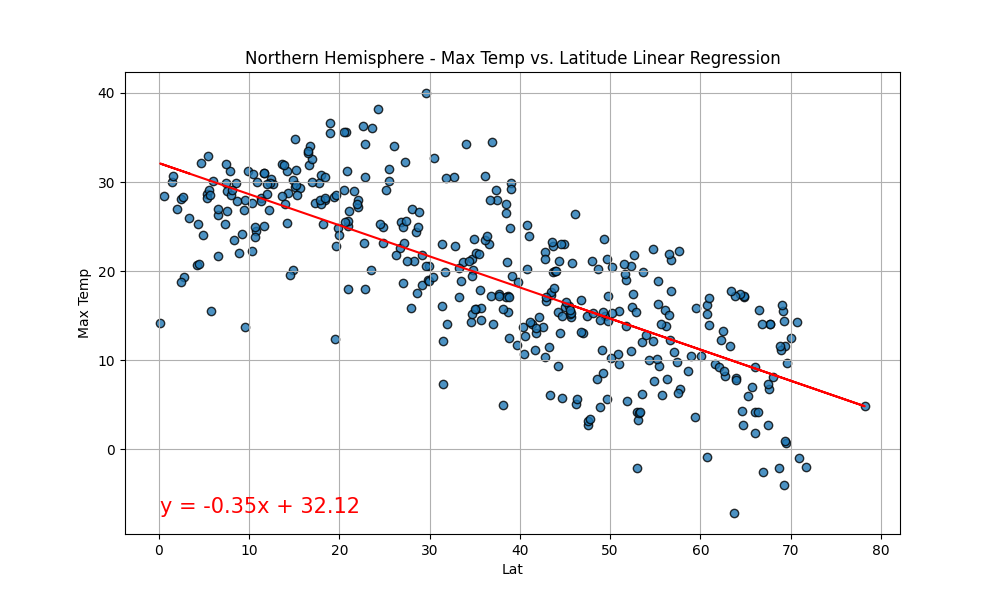 Northern Hemisphere - Max Temp vs. Latitude Linear Regression
40
30
20
10
0
Max Temp
y = -0.35x + 32.12
0 10 20 30 40 50 60 70 80
Lat